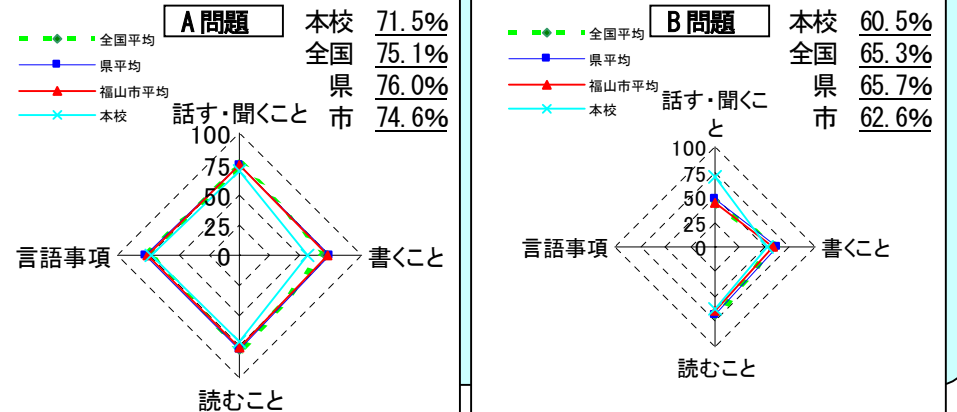 A問題
本校 71.5%
全国 75.1%
県 76.0%
市 74.6%
全国平均
県平均
福山市平均
本校
話す・聞くこと
100
75
50
25
0
言語事項
書くこと
読むこと
B問題
本校 60.5%
全国 65.3%
県 65.7%
市 62.6%
全国平均
県平均
福山市平均
本校
話す・聞くこ
と
100
75
50
25
0
言語事項
書くこと
読むこと